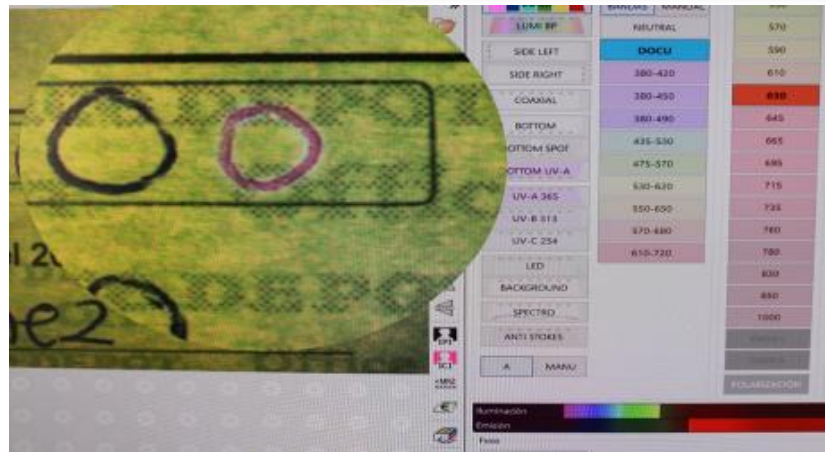 BANDAS MANUAL
LUMI BP
NEUTRAL
570
SIDE LEFT
DOCU
590
SIDE RIGHT
380-420
610
COAXIAL
380-450
630
BOTTOM
380-490
645
OTTOM SPOT
435-530
665
OTTOM UV-A
475-570
695
UV-A 365
530-620
715
UV-B 313
550-650
735
UV-C 254
570-680
760
LED
610-720
780
BACKGROUND
830
SPECTRO
850
1000
ANTI STOKES
A MANU
POLARIZACIÓN
Iluminación
Emisión